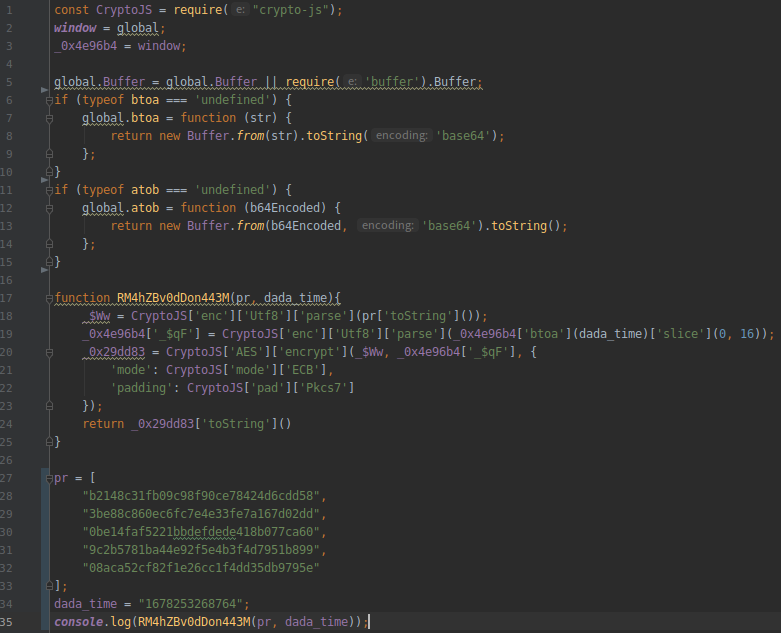 1 const CryptoJS = require( e: "crypto-js");
2 window = global;
3 _0x4e96b4 = window;
4
5 global.Buffer = global.Buffer || require( e: 'buffer').Buffer;
6 if (typeof btoa === 'undefined') {
7     global.btoa = function (str) {
8         return new Buffer.from(str).toString( encoding: 'base64');
9     };
10 }
11 if (typeof atob === 'undefined') {
12     global.atob = function (b64Encoded) {
13         return new Buffer.from(b64Encoded, encoding: 'base64').toString();
14     };
15 }
16
17 function RM4hZBv0dDon443M(pr, dada_time){
18     _$Ww = CryptoJS['enc']['Utf8']['parse'](pr['toString']());
19     _0x4e96b4['_$qF'] = CryptoJS['enc']['Utf8']['parse'](_0x4e96b4['btoa'](dada_time)['slice'](0, 16));
20     _0x29dd83 = CryptoJS['AES']['encrypt'](_$Ww, _0x4e96b4['_$qF'], {
21         'mode': CryptoJS['mode']['ECB'],
22         'padding': CryptoJS['pad']['Pkcs7']
23     });
24     return _0x29dd83['toString']()
25 }
26
27 pr = [
28     "b2148c31fb09c98f90ce78424d6cdd58",
29     "3be88c860ec6fc7e4e33fe7a167d02dd",
30     "0be14faf5221bbdefdede418b077ca60",
31     "9c2b5781ba44e92f5e4b3f4d7951b899",
32     "08aca52cf82f1e26cc1f4dd35db9795e"
33 ];
34 dada_time = "1678253268764";
35 console.log(RM4hZBv0dDon443M(pr, dada_time));